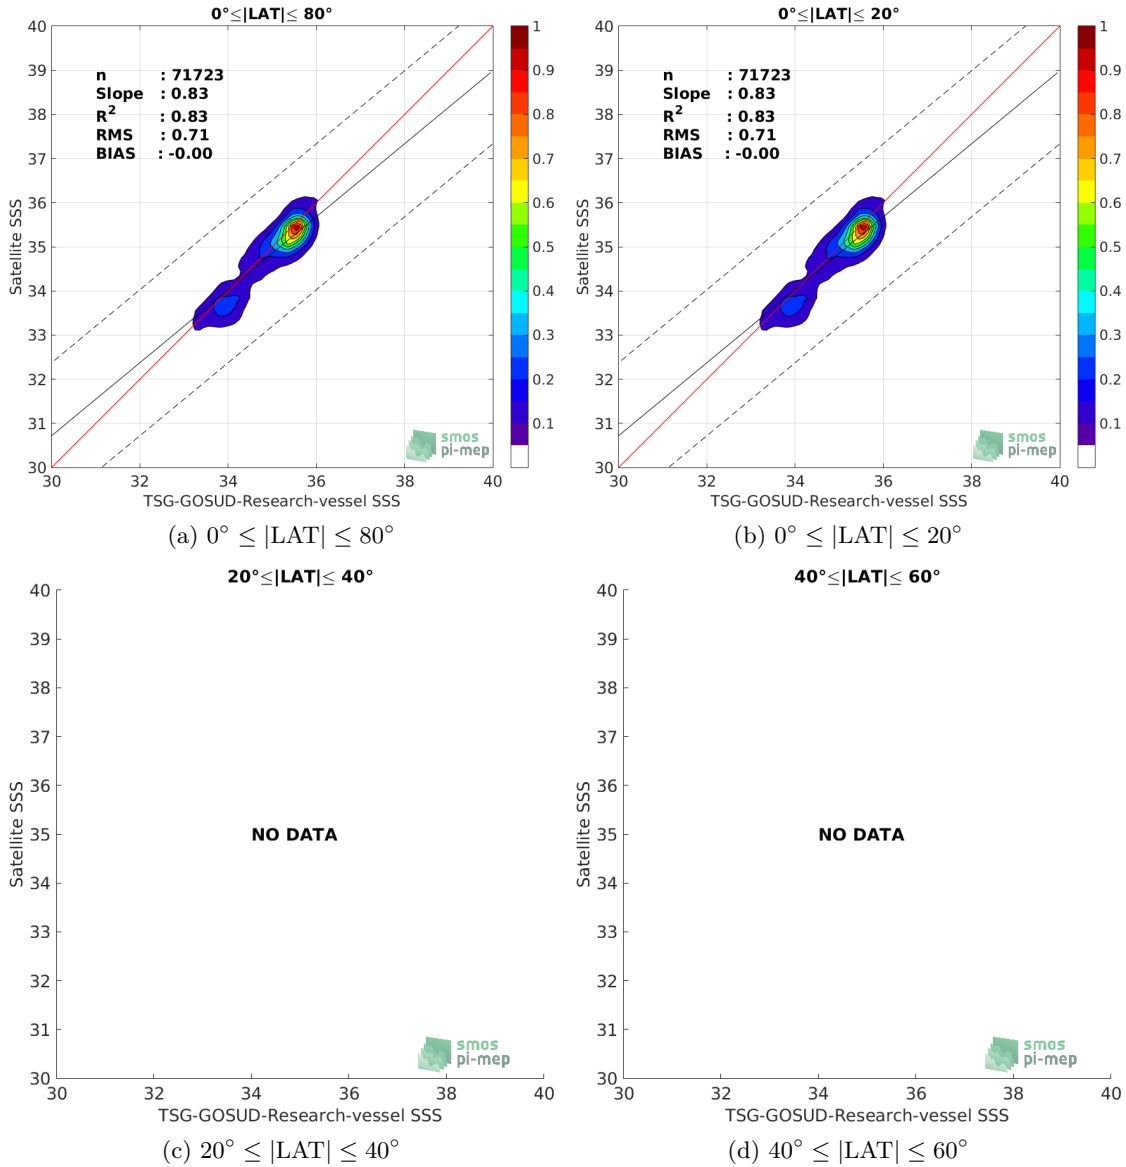 0°≤|LAT|≤ 80°
40
39
38
37
36
35
34
33
32
31
30
Satellite SSS
n : 71723
Slope : 0.83
R² : 0.83
RMS : 0.71
BIAS : -0.00
smos
pi-mep
30 32 34 36 38 40
TSG-GOSUD-Research-vessel SSS
1
0.9
0.8
0.7
0.6
0.5
0.4
0.3
0.2
0.1
(a) 0° ≤ |LAT| ≤ 80°
0°≤|LAT|≤ 20°
40
39
38
37
36
35
34
33
32
31
30
Satellite SSS
n : 71723
Slope : 0.83
R² : 0.83
RMS : 0.71
BIAS : -0.00
smos
pi-mep
30 32 34 36 38 40
TSG-GOSUD-Research-vessel SSS
1
0.9
0.8
0.7
0.6
0.5
0.4
0.3
0.2
0.1
(b) 0° ≤ |LAT| ≤ 20°
20°≤|LAT|≤ 40°
40
39
38
37
36
35
34
33
32
31
30
Satellite SSS
NO DATA
smos
pi-mep
30 32 34 36 38 40
TSG-GOSUD-Research-vessel SSS
(c) 20° ≤ |LAT| ≤ 40°
40°≤|LAT|≤ 60°
40
39
38
37
36
35
34
33
32
31
30
Satellite SSS
NO DATA
smos
pi-mep
30 32 34 36 38 40
TSG-GOSUD-Research-vessel SSS
(d) 40° ≤ |LAT| ≤ 60°